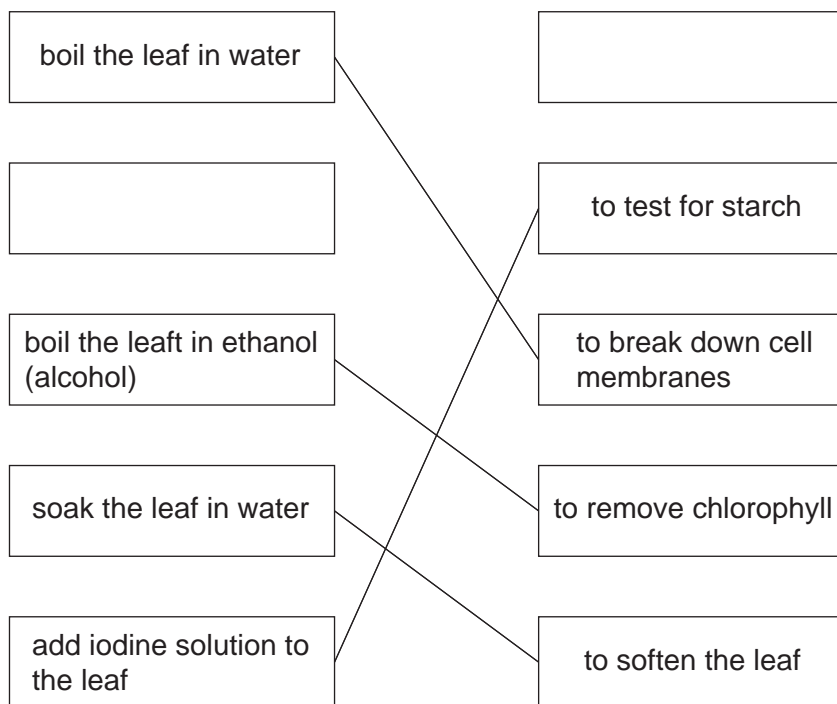 boil the leaf in water
to test for starch
boil the leaft in ethanol
(alcohol)
to break down cell
membranes
soak the leaf in water
to remove chlorophyll
add iodine solution to
the leaf
to soften the leaf